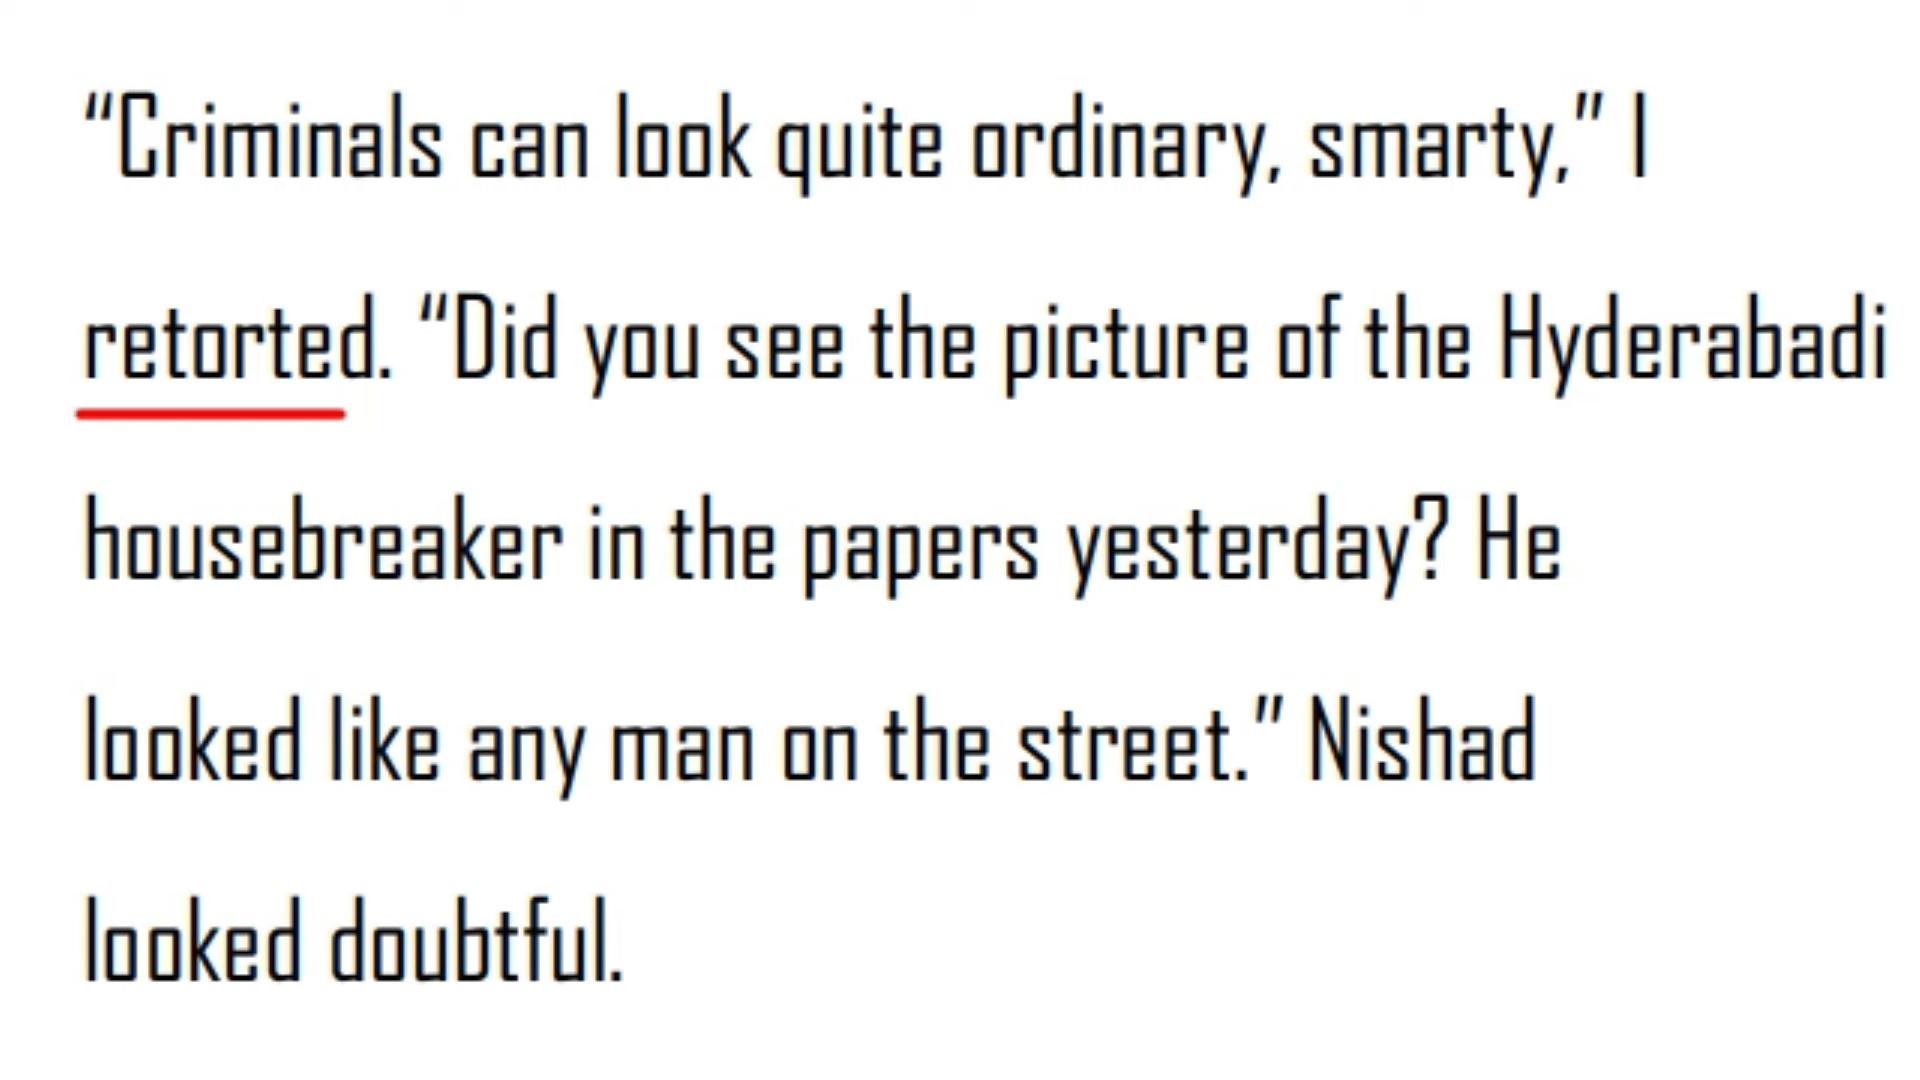 “Criminals can look quite ordinary, smarty,” I
retorted. “Did you see the picture of the Hyderabadi
housebreaker in the papers yesterday? He
looked like any man on the street.” Nishad
looked doubtful.